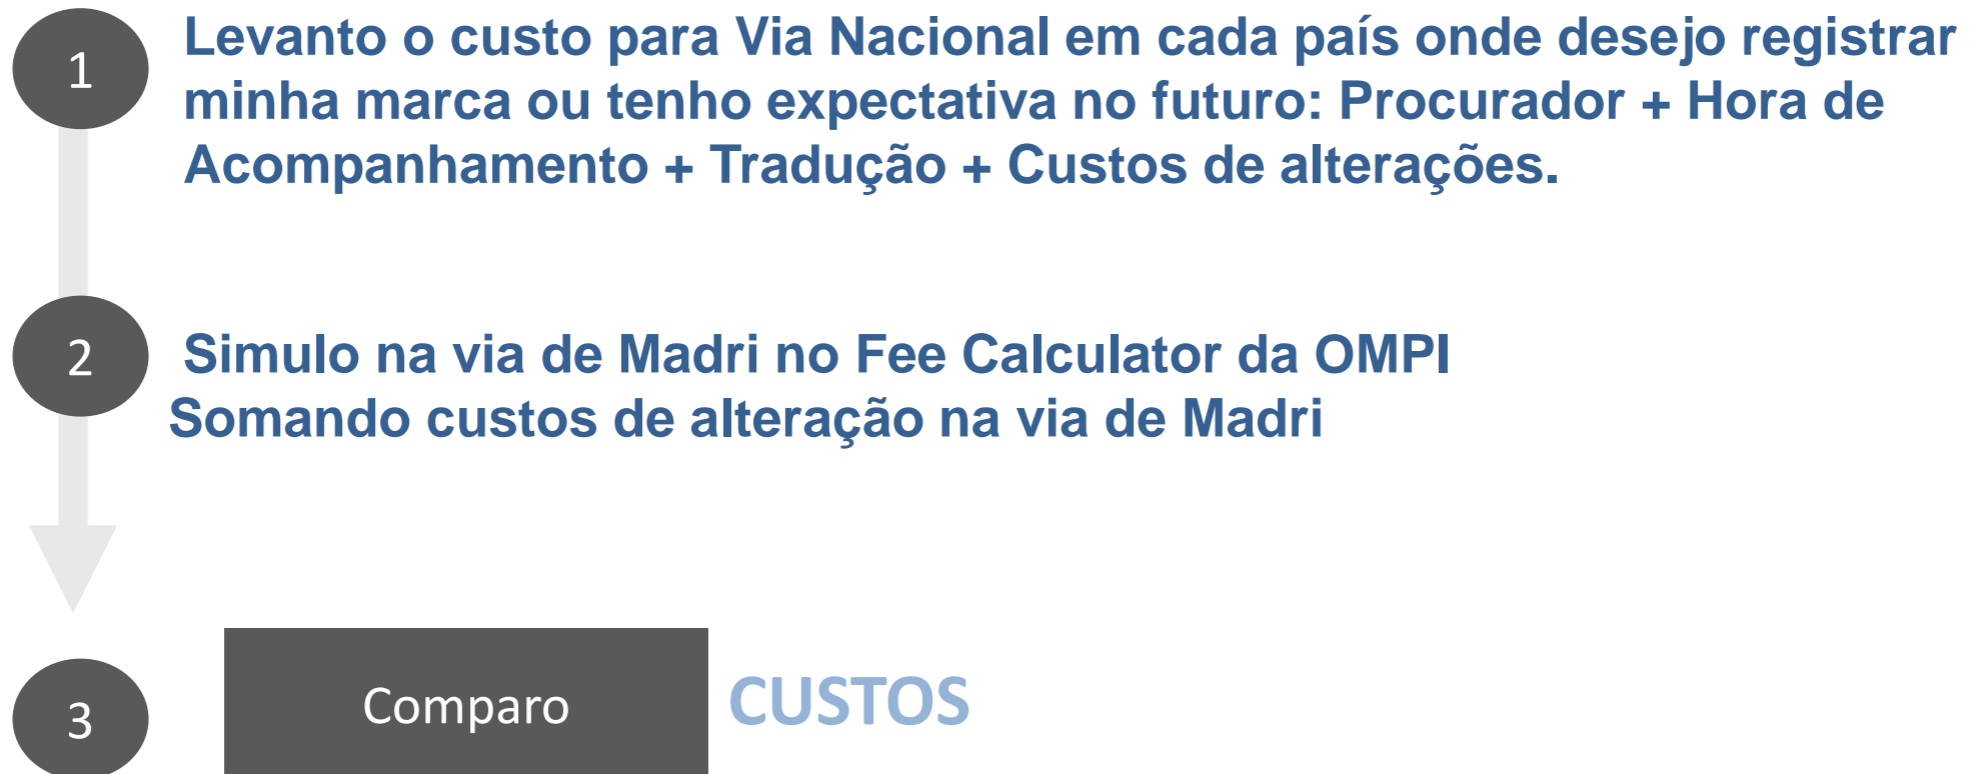 1
Levanto o custo para Via Nacional em cada país onde desejo registrar
minha marca ou tenho expectativa no futuro: Procurador + Hora de
Acompanhamento + Tradução + Custos de alterações.
2
Simulo na via de Madri no Fee Calculator da OMPI
Somando custos de alteração na via de Madri
3
Comparo
CUSTOS